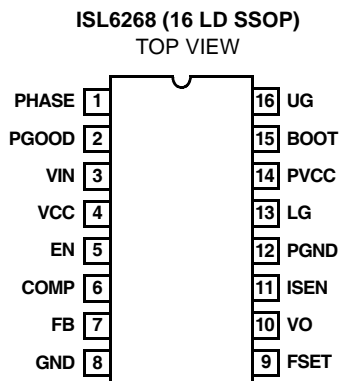 ISL6268 (16 LD SSOP)
TOP VIEW
PHASE 1 16 UG
PGOOD 2 15 BOOT
VIN 3 14 PVCC
VCC 4 13 LG
EN 5 12 PGND
COMP 6 11 ISEN
FB 7 10 VO
GND 8 9 FSET